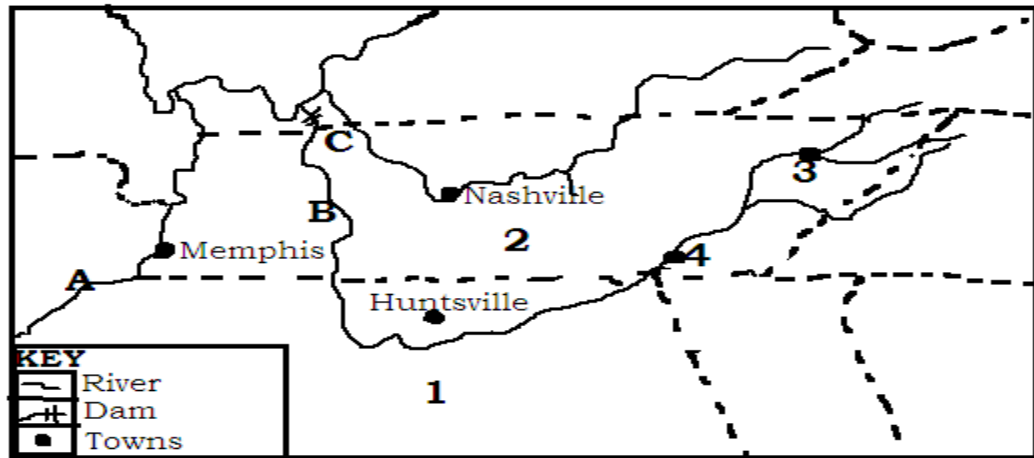 C
3
Nashville
B
2
Memphis
4
A
Huntsville
KEY
River
1
Dam
Towns